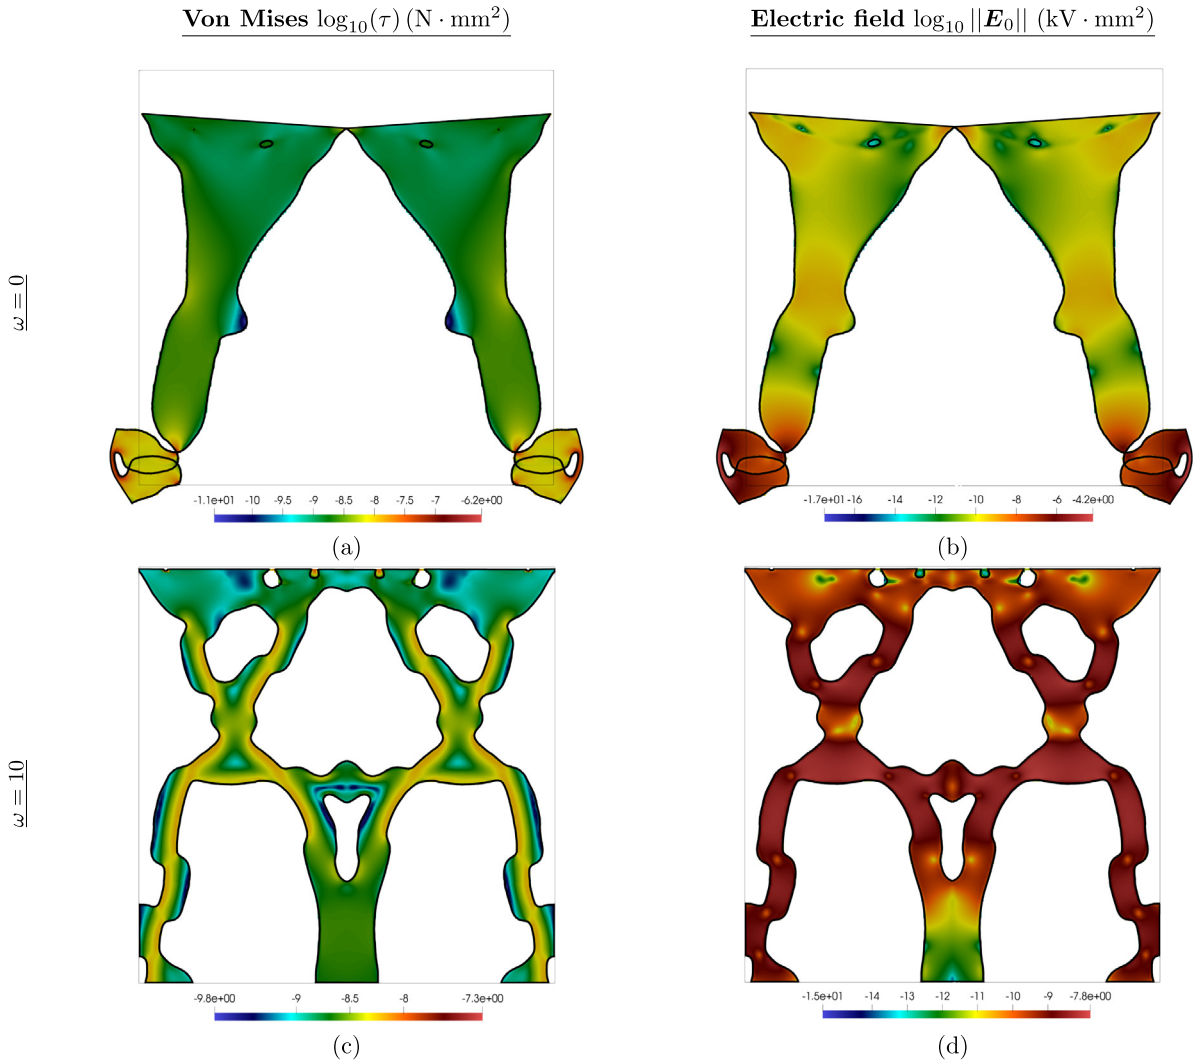 Von Mises log₁₀(τ) (N · mm²)
Electric field log₁₀ ||E₀|| (kV · mm²)
ω = 0
-1.1e+01 -10 -9.5 -9 -8.5 -8 -7.5 -7 -6.2e+00
-1.7e+01 -16 -14 -12 -10 -8 -6 -4.2e+00
(a)
(b)
ω = 10
-9.8e+00 -9 -8.5 -8 -7.3e+00
-1.5e+01 -14 -13 -12 -11 -10 -9 -7.8e+00
(c)
(d)